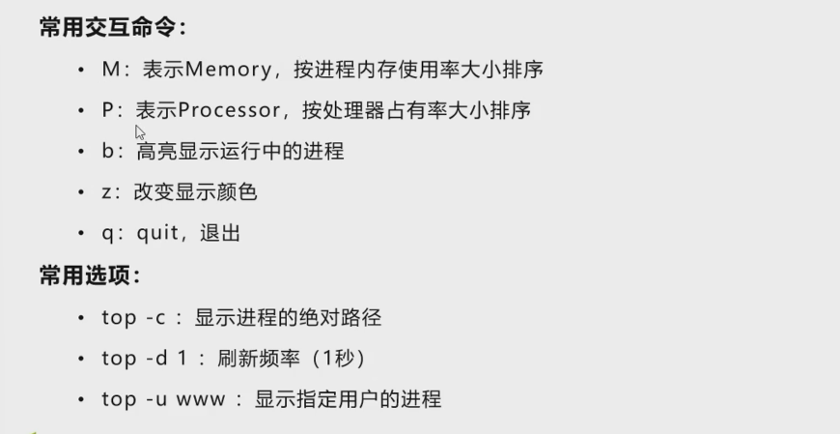 常用交互命令：
• M：表示Memory，按进程内存使用率大小排序
• P：表示Processor，按处理器占有率大小排序
• b：高亮显示运行中的进程
• z：改变显示颜色
• q：quit，退出
常用选项：
• top -c ：显示进程的绝对路径
• top -d 1 ：刷新频率（1秒）
• top -u www ：显示指定用户的进程